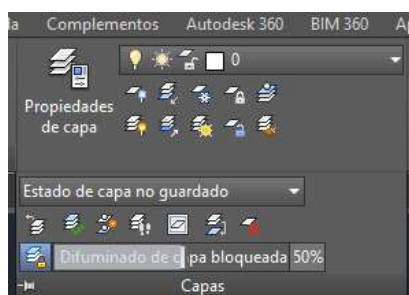 Complementos Autodesk 360 BIM 360
0
Propiedades
de capa
Estado de capa no guardado
Difuminado de c pa bloqueada 50%
Capas